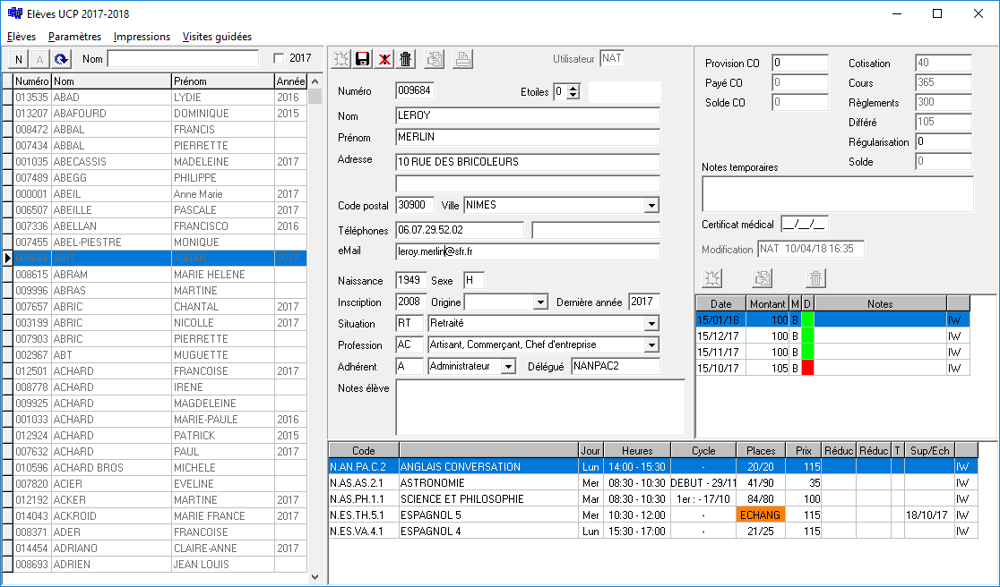 Elèves UCP 2017-2018
Elèves Paramètres Impressions Visites guidées
N A Nom 2017
Numéro Nom Prénom Année
013535 ABAD LYDIE 2016
013207 ABAFOURD DOMINIQUE 2015
008472 ABBAL FRANCIS
007434 ABBAL PIERRETTE
001035 ABECASSIS MADELEINE 2017
007489 ABEGG PHILIPPE
000001 ABEIL Anne Marie 2017
006507 ABEILLE PASCALE 2017
007336 ABELLAN FRANCISCO 2016
007455 ABEL-PIESTRE MONIQUE
009684 ABIT JOHAN 2017
008615 ABRAM MARIE HELENE
009996 ABRAS MARTINE
007657 ABRIC CHANTAL 2017
003199 ABRIC NICOLLE 2017
007903 ABRIC PIERRETTE
002967 ABT MUGUETTE
012501 ACHARD FRANCOISE 2017
008778 ACHARD IRENE
009925 ACHARD MAGDELEINE
001033 ACHARD MARIE-PAULE 2016
012924 ACHARD PATRICK 2015
007632 ACHARD PAUL 2017
010596 ACHARD BROS MICHELE
007820 ACIER EVELINE
012192 ACKER MARTINE 2017
014043 ACKROID MARIE FRANCE 2017
008371 ADER FRANCOISE
014454 ADRIANO CLAIRE-ANNE 2017
008693 ADRIEN JEAN LOUIS
Utilisateur NAT
Numéro 009684 Etoiles 0
Nom LEROY
Prénom MERLIN
Adresse 10 RUE DES BRICOLEURS
Code postal 30900 Ville NIMES
Téléphones 06.07.29.52.02
eMail leroy.merlin@sfr.fr
Naissance 1949 Sexe H
Inscription 2008 Origine Dernière année 2017
Situation RT Retraité
Profession AC Artisant, Commerçant, Chef d'entreprise
Adhérent A Administrateur Délégué NANPAC2
Notes élève
Provision CO 0 Cotisation 40
Payé CO 0 Cours 365
Solde CO 0 Règlements 300
Différé 105
Régularisation 0
Solde 0
Notes temporaires
Certificat médical __/__/__
Modification NAT 10/04/18 16:35
Date Montant M D Notes
15/01/18 100 B IW
15/12/17 100 B IW
15/11/17 100 B IW
15/10/17 105 B IW
Code Jour Heures Cycle Places Prix Réduc Réduc T Sup/Ech
N.AN.PA.C.2 ANGLAIS CONVERSATION Lun 14:00 - 15:30 - 20/20 115 IW
N.AS.AS.2.1 ASTRONOMIE Mer 08:30 - 10:30 DEBUT - 29/11 41/90 35 IW
N.AS.PH.1.1 SCIENCE ET PHILOSOPHIE Mar 08:30 - 10:30 1er : - 17/10 84/80 100 IW
N.ES.TH.5.1 ESPAGNOL 5 Mer 10:30 - 12:00 - ECHANG 115 18/10/17 IW
N.ES.VA.4.1 ESPAGNOL 4 Lun 15:30 - 17:00 - 21/25 115 IW